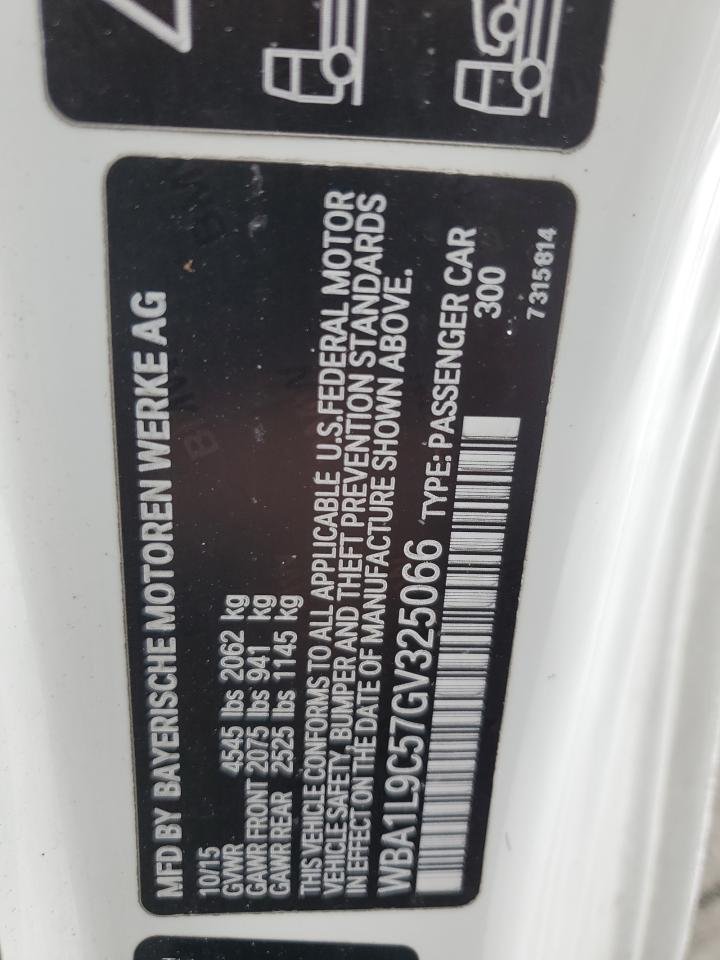 MFD BY BAYERISCHE MOTOREN WERKE AG
10/15
GVWR 4545 lbs 2062 kg
GAWR FRONT 2075 lbs 941 kg
GAWR REAR 2525 lbs 1145 kg
THIS VEHICLE CONFORMS TO ALL APPLICABLE U.S.FEDERAL MOTOR
VEHICLE SAFETY, BUMPER AND THEFT PREVENTION STANDARDS
IN EFFECT ON THE DATE OF MANUFACTURE SHOWN ABOVE.
WBA1L9C57GV325066 TYPE: PASSENGER CAR
300
7315814